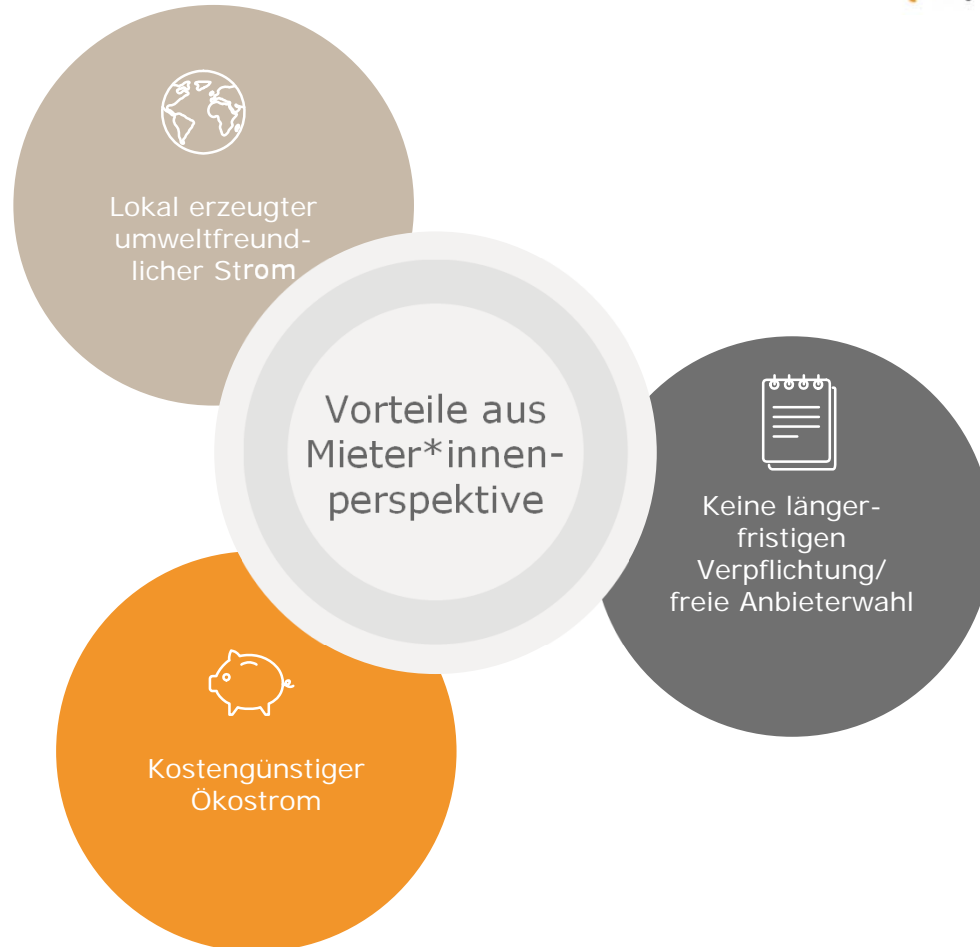 Lokal erzeugter
umweltfreund-
licher Strom
Vorteile aus
Mieter*innen-
perspektive
Keine länger-
fristigen
Verpflichtung/
freie Anbieterwahl
Kostengünstiger
Ökostrom